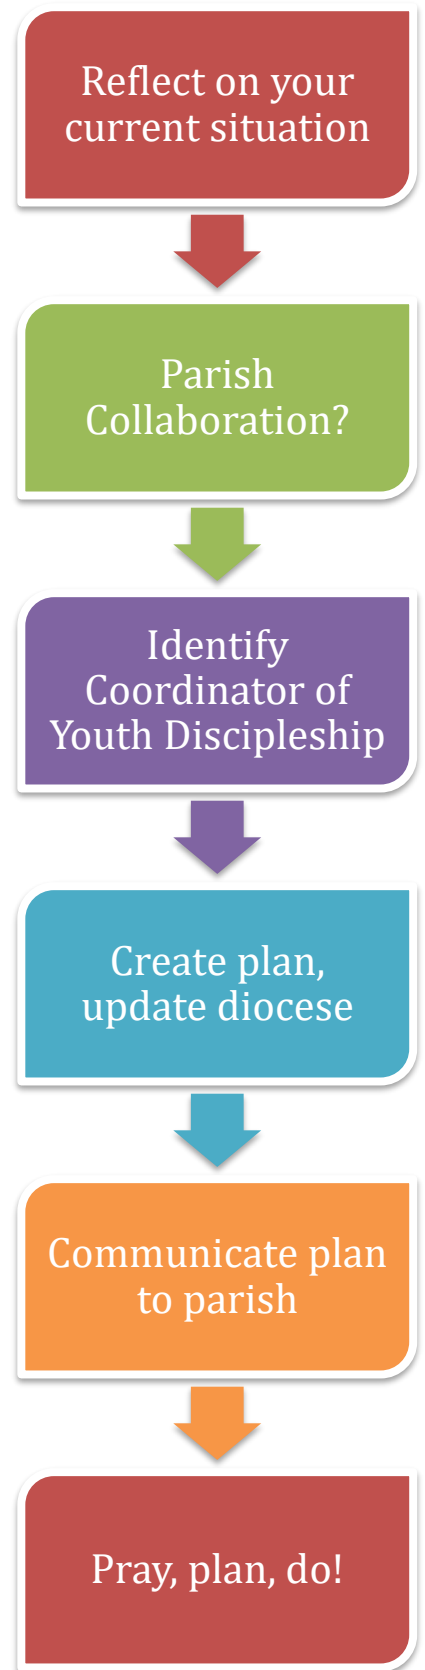 Reflect on your
current situation
Parish
Collaboration?
Identify
Coordinator of
Youth Discipleship
Create plan,
update diocese
Communicate plan
to parish
Pray, plan, do!